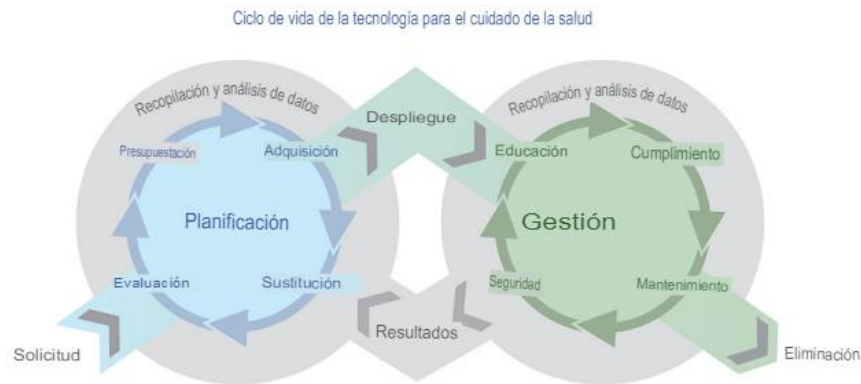 Ciclo de vida de la tecnología para el cuidado de la salud
Recopilación y análisis de datos
Presupuestación
Adquisición
Planificación
Evaluación
Sustitución
Solicitud
Despliegue
Resultados
Recopilación y análisis de datos
Educación
Cumplimiento
Gestión
Seguridad
Mantenimiento
Eliminación